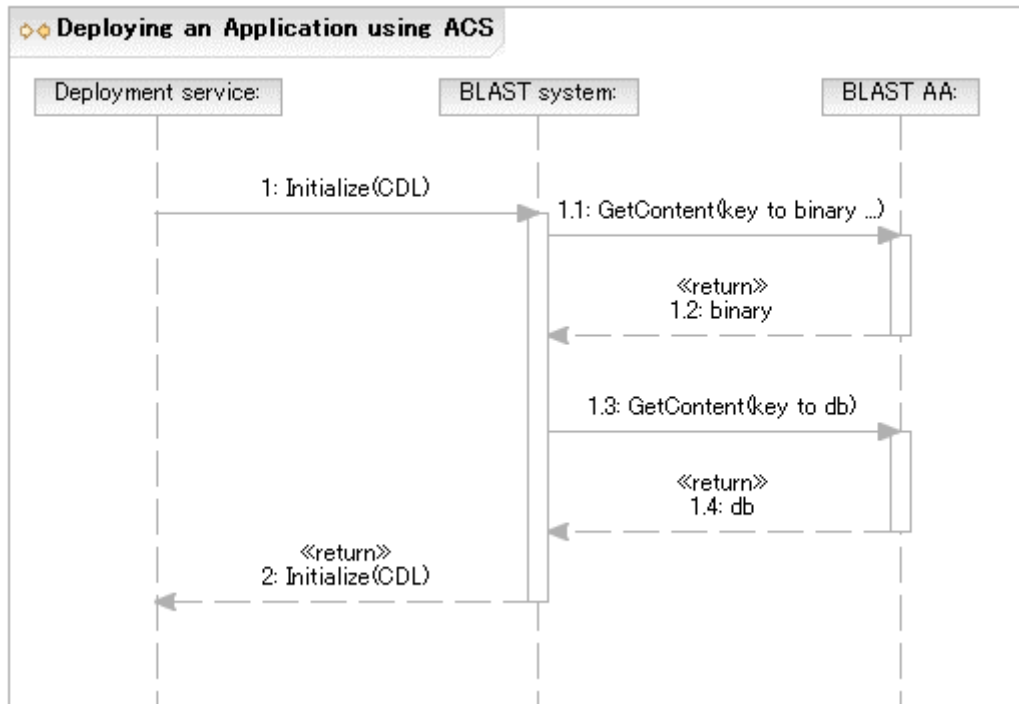 Deploying an Application using ACS
Deployment service:
BLAST system:
BLAST AA:
1: Initialize(CDL)
1.1: GetContent(key to binary ...)
≪return≫
1.2: binary
1.3: GetContent(key to db)
≪return≫
1.4: db
≪return≫
2: Initialize(CDL)